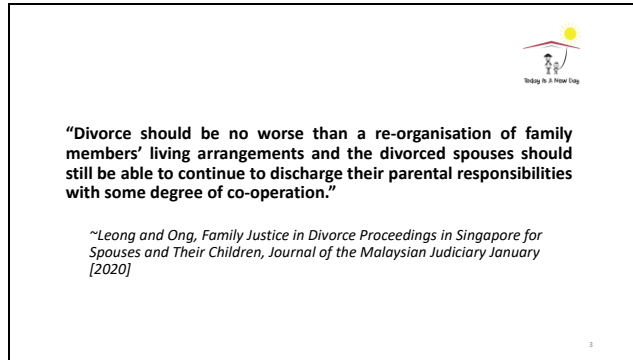 Today Is A New Day
“Divorce should be no worse than a re-organisation of family
members’ living arrangements and the divorced spouses should
still be able to continue to discharge their parental responsibilities
with some degree of co-operation.”
~Leong and Ong, Family Justice in Divorce Proceedings in Singapore for
Spouses and Their Children, Journal of the Malaysian Judiciary January
[2020]
3